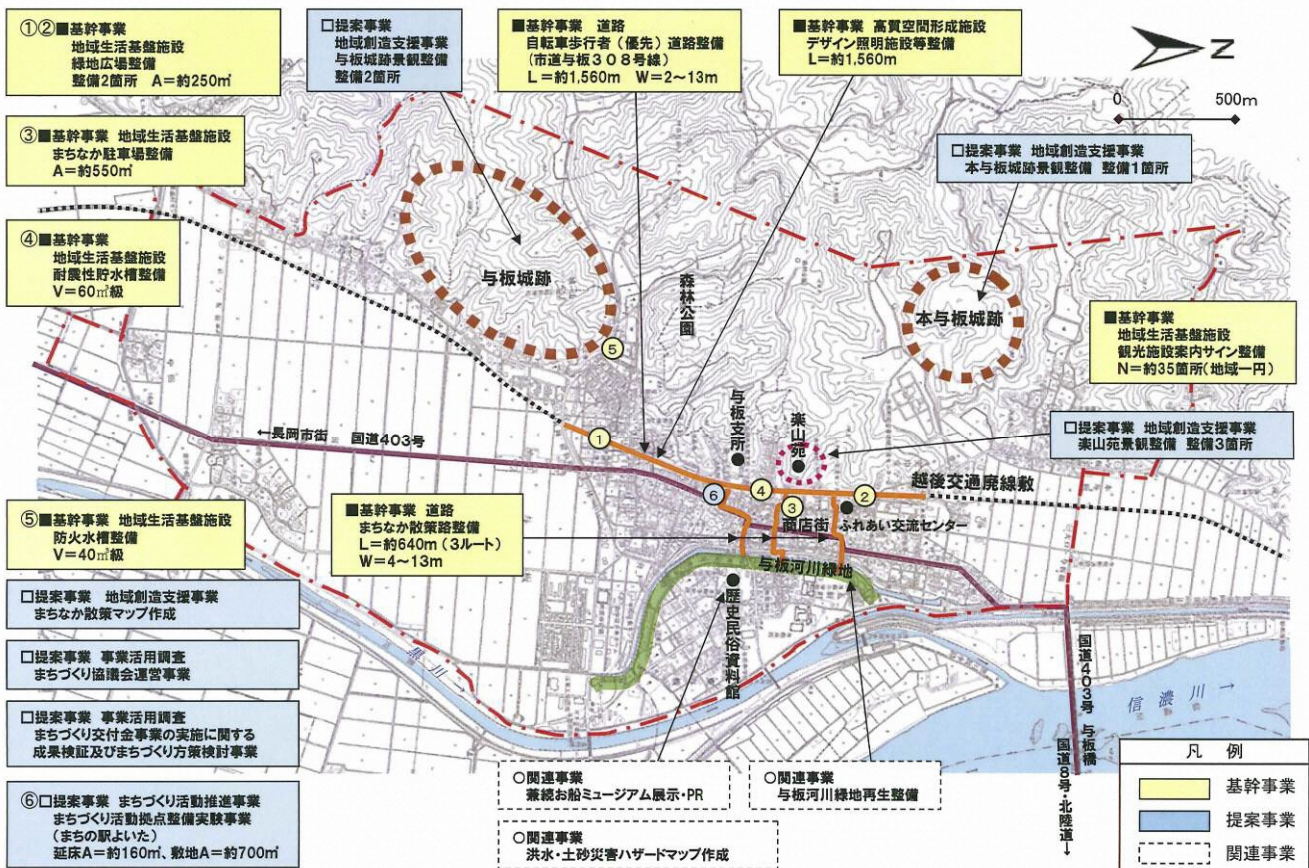 ①②■基幹事業
地域生活基盤施設
緑地広場整備
整備2箇所 A=約250㎡
□提案事業
地域創造支援事業
与板城跡景観整備
整備2箇所
■基幹事業 道路
自転車歩行者(優先)道路整備
(市道与板308号線)
L=約1,560m W=2~13m
■基幹事業 高質空間形成施設
デザイン照明施設等整備
L=約1,560m
N
0 500m
③■基幹事業 地域生活基盤施設
まちなか駐車場整備
A=約550㎡
□提案事業 地域創造支援事業
本与板城跡景観整備 整備1箇所
④■基幹事業
地域生活基盤施設
耐震性貯水槽整備
V=60㎥級
与板城跡
森林公園
本与板城跡
■基幹事業
地域生活基盤施設
観光施設案内サイン整備
N=約35箇所(地域一円)
⑤
与板支所
楽山苑
□提案事業 地域創造支援事業
楽山苑景観整備 整備3箇所
←長岡市街 国道403号
①
越後交通廃線敷
⑥
④
③
②
商店街
ふれあい交流センター
⑤■基幹事業 地域生活基盤施設
防火水槽整備
V=40㎥級
■基幹事業 道路
まちなか散策路整備
L=約640m(3ルート)
W=4~13m
与板河川緑地
歴史民俗資料館
□提案事業 地域創造支援事業
まちなか散策マップ作成
□提案事業 事業活用調査
まちづくり協議会運営事業
□提案事業 事業活用調査
まちづくり交付金事業の実施に関する
成果検証及びまちづくり方策検討事業
黒川→
信濃川→
国道403号 与板橋
国道8号・北陸道→
⑥□提案事業 まちづくり活動推進事業
まちづくり活動拠点整備実験事業
(まちの駅よいた)
延床A=約160㎡、敷地A=約700㎡
○関連事業
兼続お船ミュージアム展示・PR
○関連事業
与板河川緑地再生整備
○関連事業
洪水・土砂災害ハザードマップ作成
凡例
基幹事業
提案事業
関連事業